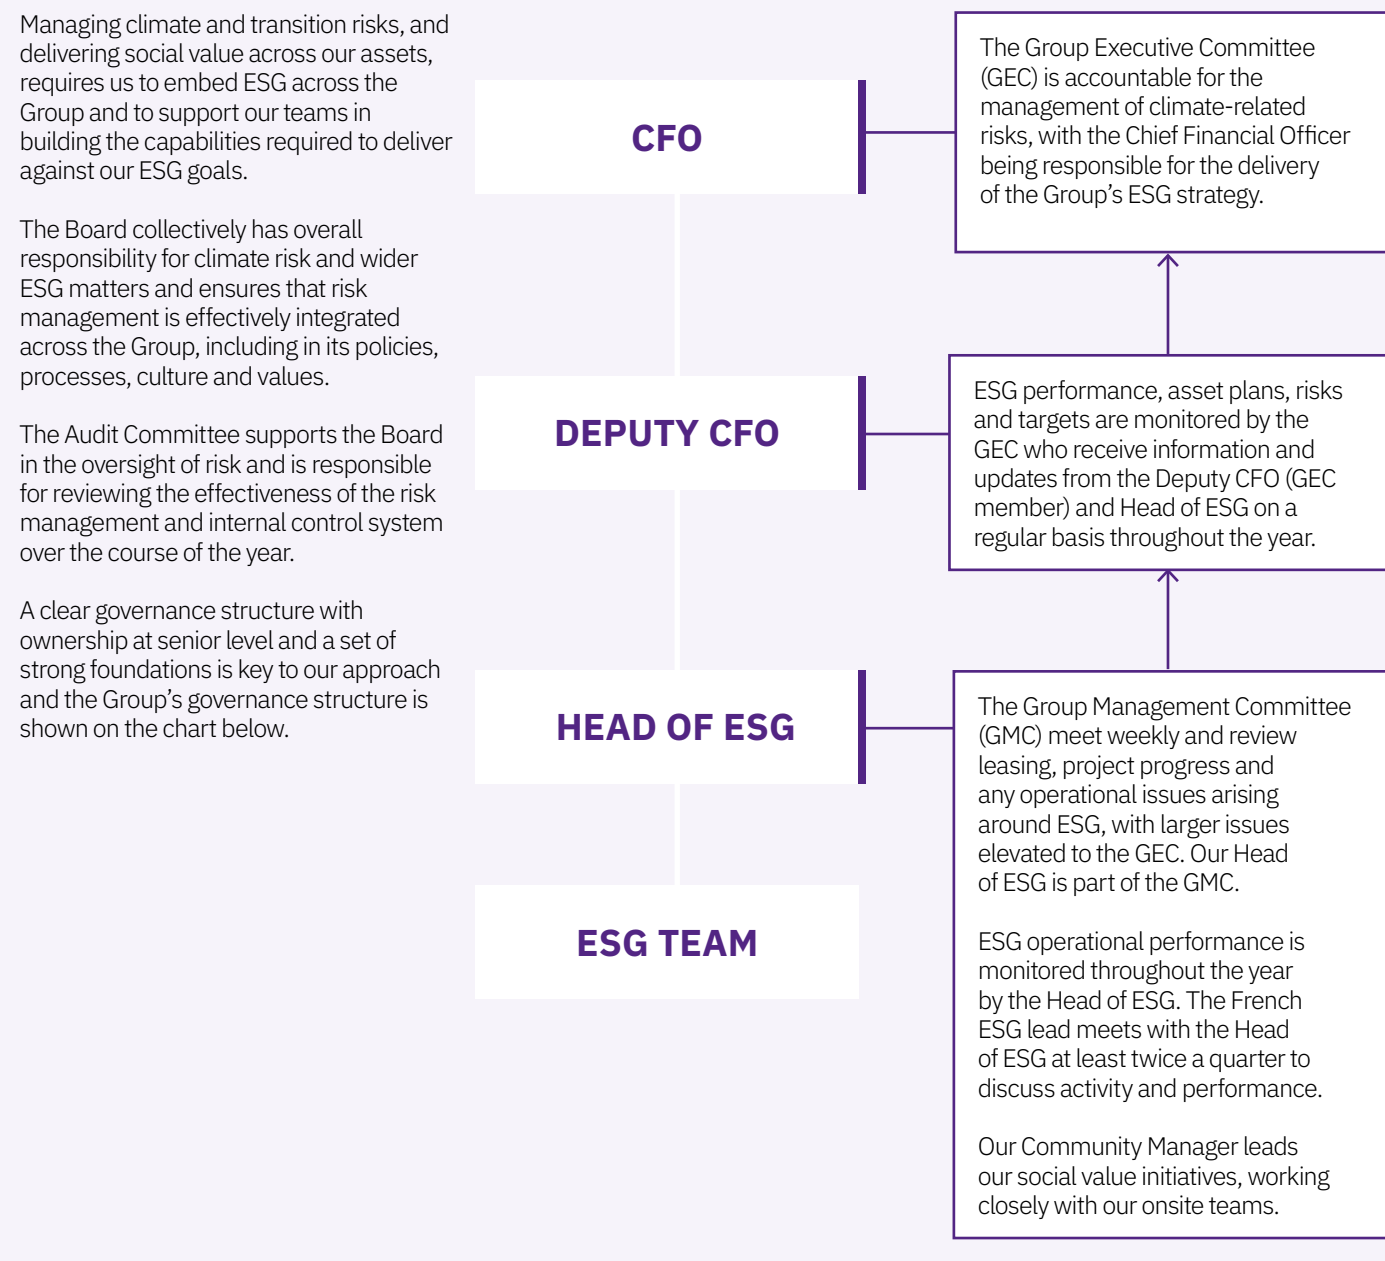 Managing climate and transition risks, and
delivering social value across our assets,
requires us to embed ESG across the
Group and to support our teams in
building the capabilities required to deliver
against our ESG goals.
The Board collectively has overall
responsibility for climate risk and wider
ESG matters and ensures that risk
management is effectively integrated
across the Group, including in its policies,
processes, culture and values.
The Audit Committee supports the Board
in the oversight of risk and is responsible
for reviewing the effectiveness of the risk
management and internal control system
over the course of the year.
A clear governance structure with
ownership at senior level and a set of
strong foundations is key to our approach
and the Group’s governance structure is
shown on the chart below.
CFO
The Group Executive Committee
(GEC) is accountable for the
management of climate-related
risks, with the Chief Financial Officer
being responsible for the delivery
of the Group’s ESG strategy.
DEPUTY CFO
ESG performance, asset plans, risks
and targets are monitored by the
GEC who receive information and
updates from the Deputy CFO (GEC
member) and Head of ESG on a
regular basis throughout the year.
HEAD OF ESG
The Group Management Committee
(GMC) meet weekly and review
leasing, project progress and
any operational issues arising
around ESG, with larger issues
elevated to the GEC. Our Head
of ESG is part of the GMC.
ESG operational performance is
monitored throughout the year
by the Head of ESG. The French
ESG lead meets with the Head
of ESG at least twice a quarter to
discuss activity and performance.
Our Community Manager leads
our social value initiatives, working
closely with our onsite teams.
ESG TEAM